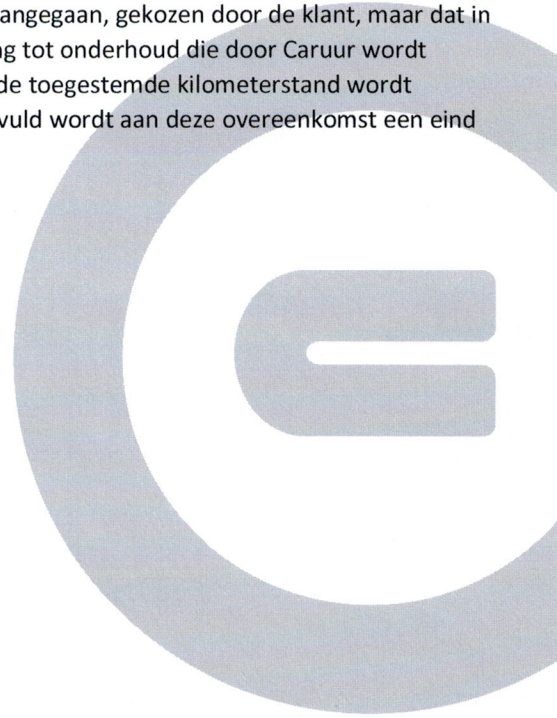 angegaan, gekozen door de klant, maar dat in
g tot onderhoud die door Caruur wordt
de toegestemde kilometerstand wordt
vuld wordt aan deze overeenkomst een eind